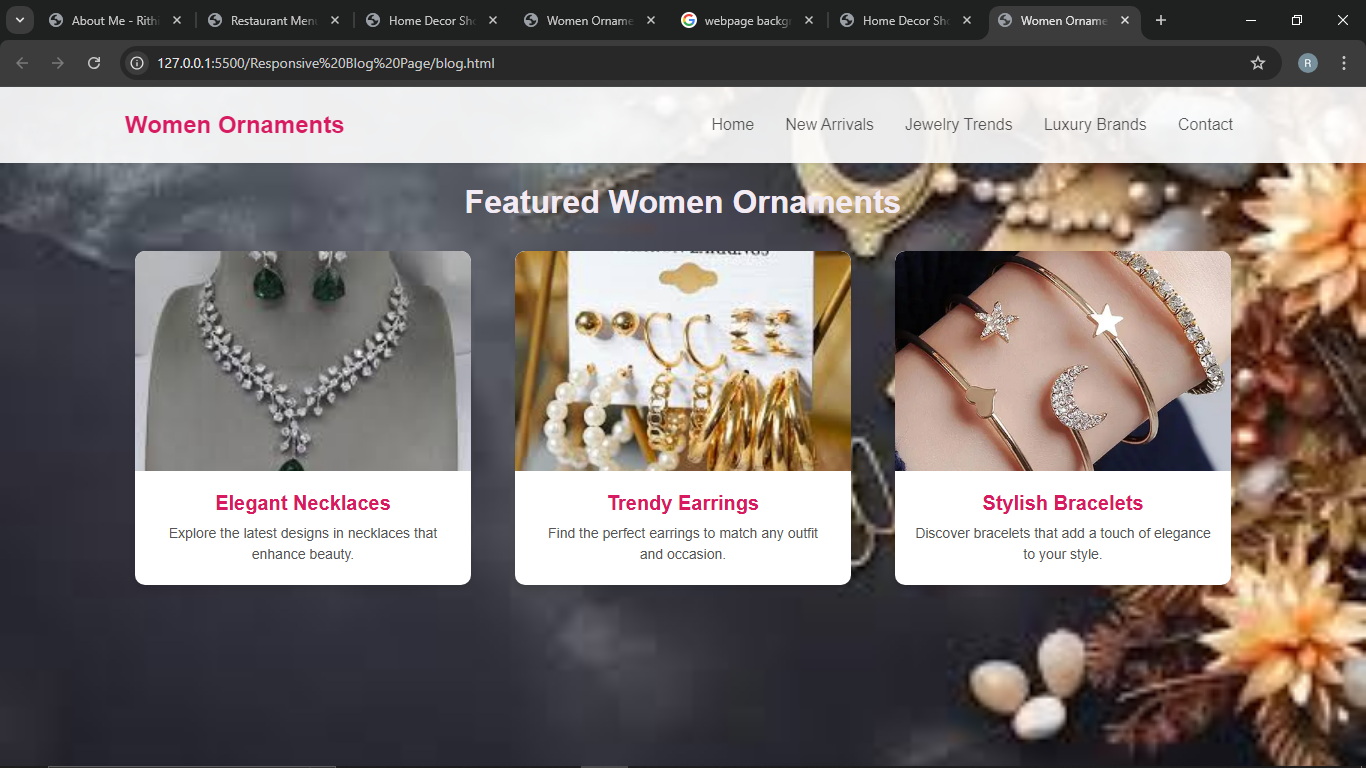 About Me - Rithi
Restaurant Menu
Home Decor Sho
Women Orname
webpage backgr
Home Decor Sho
Women Orname
127.0.0.1:5500/Responsive%20Blog%20Page/blog.html
R
Women Ornaments
Home
New Arrivals
Jewelry Trends
Luxury Brands
Contact
Featured Women Ornaments
Elegant Necklaces
Explore the latest designs in necklaces that
enhance beauty.
Trendy Earrings
Find the perfect earrings to match any outfit
and occasion.
Stylish Bracelets
Discover bracelets that add a touch of elegance
to your style.